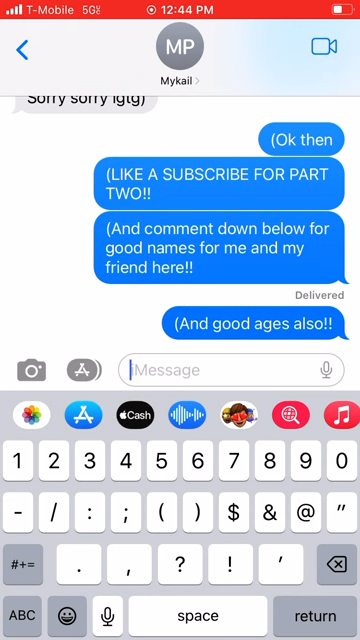 T-Mobile 5G 12:44 PM
MP
Mykail
Sorry sorry igtg)
(Ok then
(LIKE A SUBSCRIBE FOR PART
TWO!!
(And comment down below for
good names for me and my
friend here!!
Delivered
(And good ages also!!
iMessage
Cash
1 2 3 4 5 6 7 8 9 0
- / : ; ( ) $ & @ "
#+= . , ? ! '
ABC space return